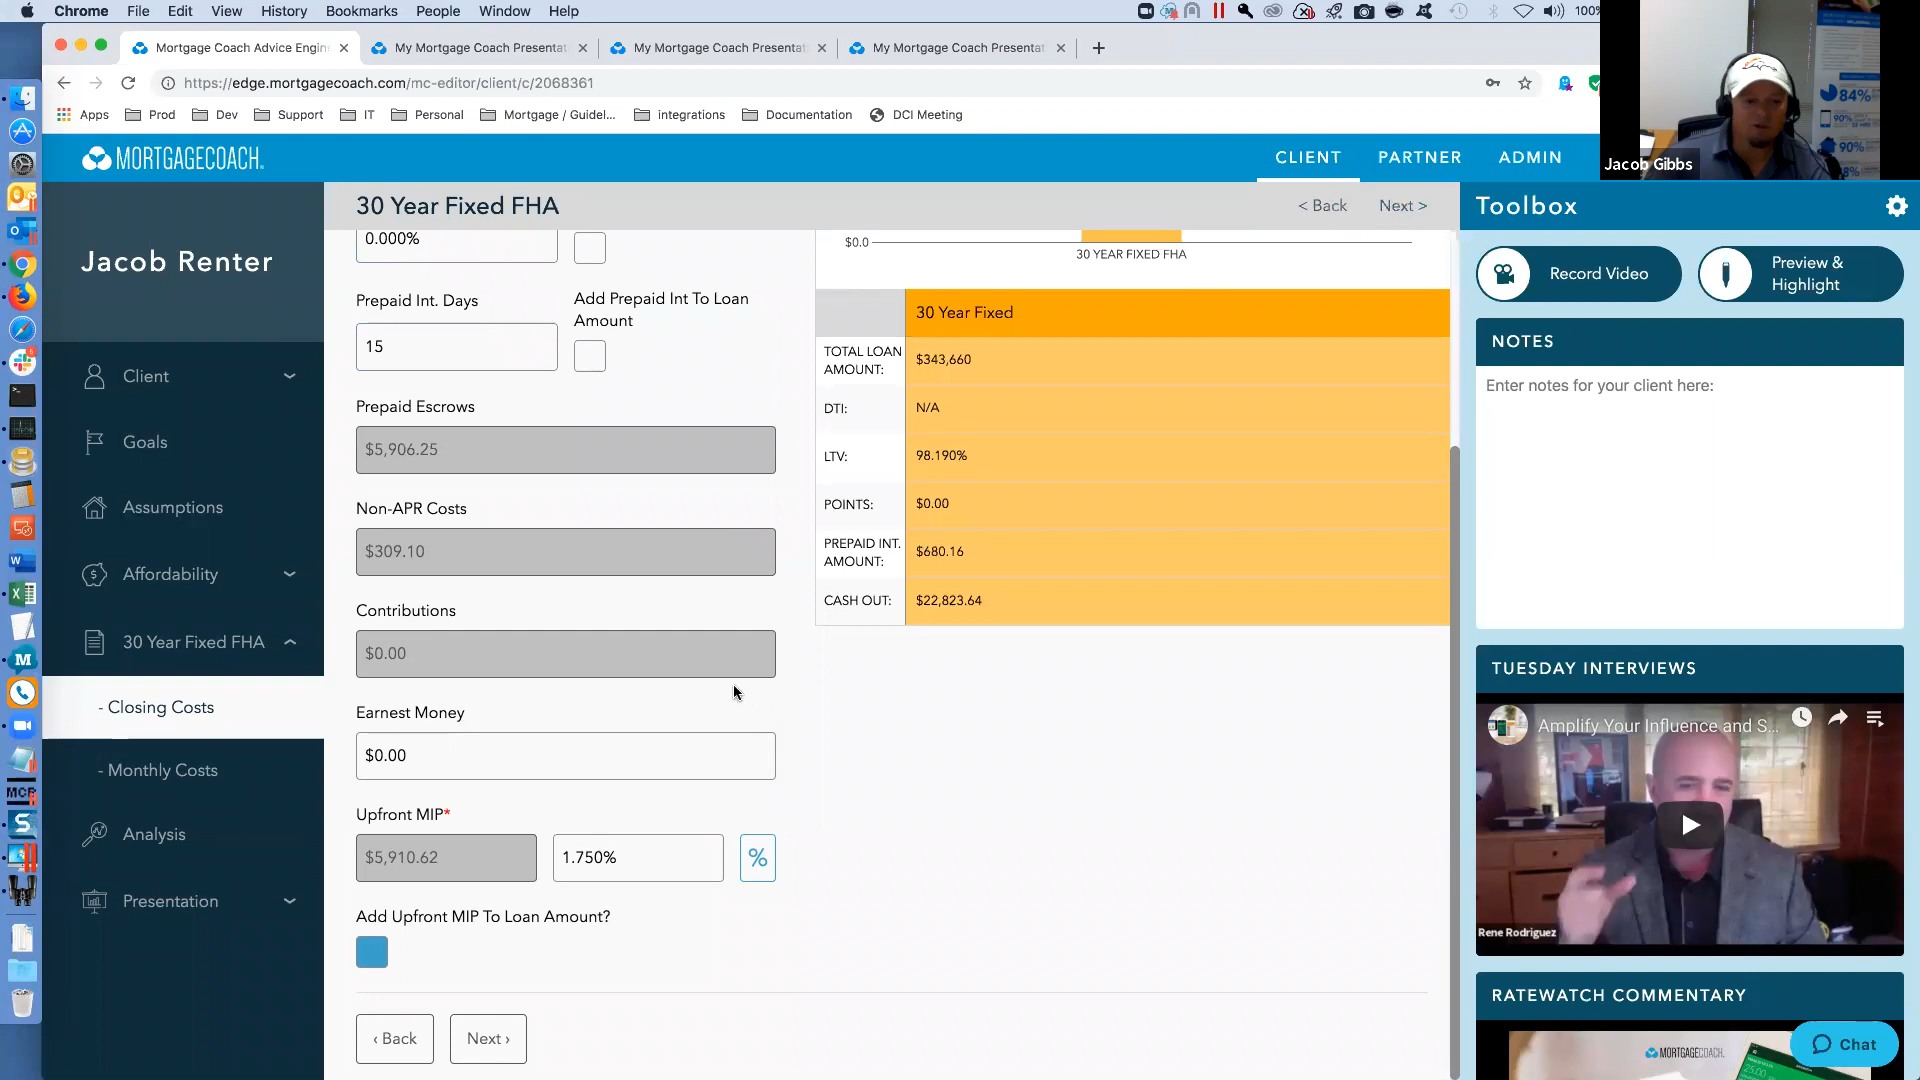 Chrome File Edit View History Bookmarks People Window Help
100%
Mortgage Coach Advice Engin
My Mortgage Coach Presentat
My Mortgage Coach Presentat
My Mortgage Coach Presentat
https://edge.mortgagecoach.com/mc-editor/client/c/2068361
Apps Prod Dev Support IT Personal Mortgage / Guidel... integrations Documentation DCI Meeting
84%
90%
90%
Jacob Gibbs
MORTGAGECOACH.
CLIENT PARTNER ADMIN
Jacob Renter
Client
Goals
Assumptions
Affordability
30 Year Fixed FHA
- Closing Costs
- Monthly Costs
Analysis
Presentation
30 Year Fixed FHA
< Back Next >
0.000%
Prepaid Int. Days
15
Add Prepaid Int To Loan
Amount
Prepaid Escrows
$5,906.25
Non-APR Costs
$309.10
Contributions
$0.00
Earnest Money
$0.00
Upfront MIP*
$5,910.62 1.750% %
Add Upfront MIP To Loan Amount?
‹ Back Next ›
$0.0
30 YEAR FIXED FHA
30 Year Fixed
TOTAL LOAN
AMOUNT:
$343,660
DTI: N/A
LTV: 98.190%
POINTS: $0.00
PREPAID INT.
AMOUNT:
$680.16
CASH OUT: $22,823.64
Toolbox
Record Video
Preview &
Highlight
NOTES
Enter notes for your client here:
TUESDAY INTERVIEWS
Amplify Your Influence and S...
Rene Rodriguez
RATEWATCH COMMENTARY
MORTGAGECOACH.
Chat